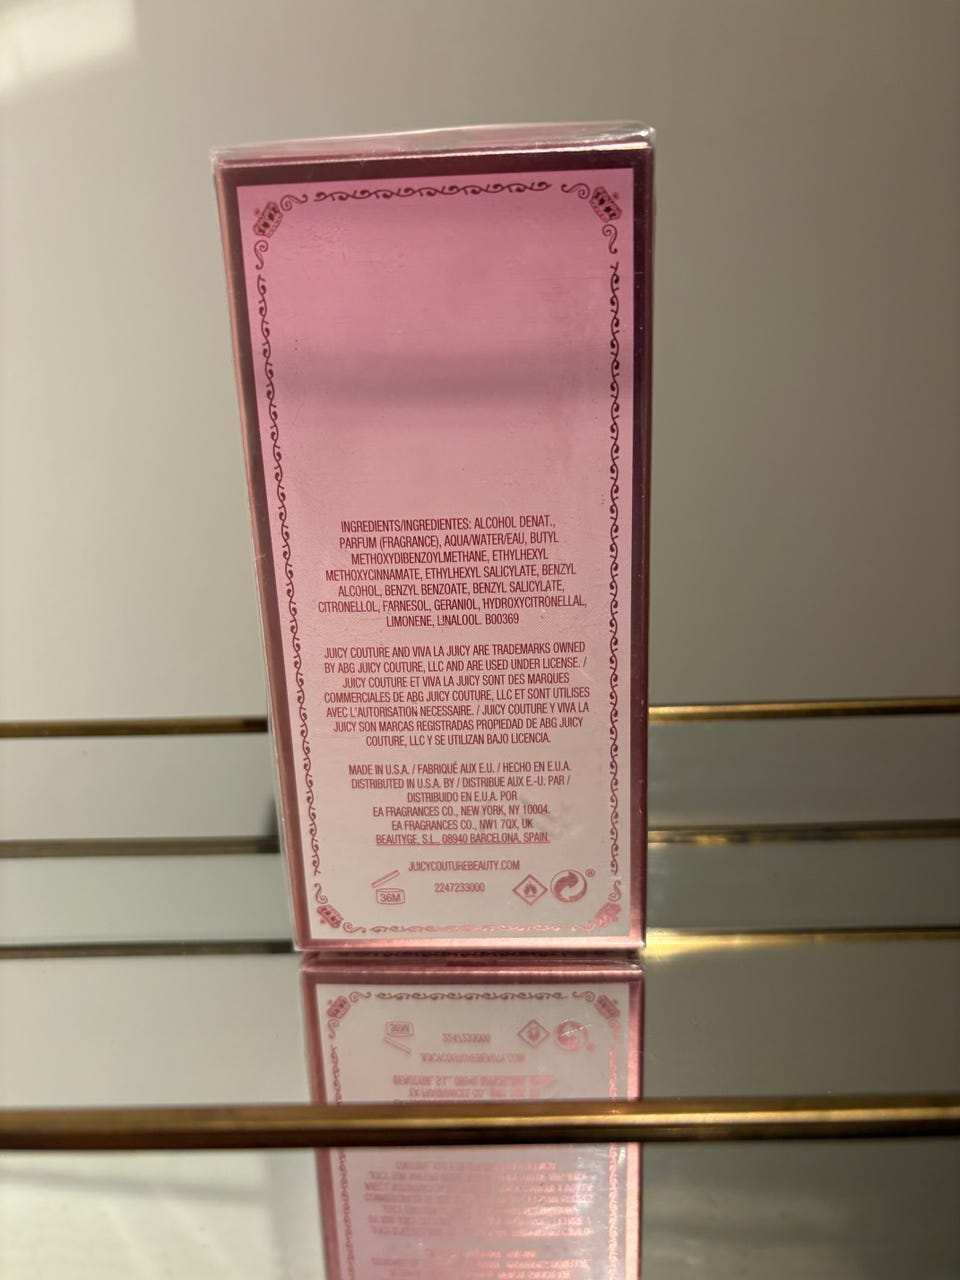 INGREDIENTS/INGREDIENTES: ALCOHOL DENAT.,
PARFUM (FRAGRANCE), AQUA/WATER/EAU, BUTYL
METHOXYDIBENZOYLMETHANE, ETHYLHEXYL
METHOXYCINNAMATE, ETHYLHEXYL SALICYLATE, BENZYL
ALCOHOL, BENZYL BENZOATE, BENZYL SALICYLATE,
CITRONELLOL, FARNESOL, GERANIOL, HYDROXYCITRONELLAL,
LIMONENE, LINALOOL. B00369
JUICY COUTURE AND VIVA LA JUICY ARE TRADEMARKS OWNED
BY ABG JUICY COUTURE, LLC AND ARE USED UNDER LICENSE. /
JUICY COUTURE ET VIVA LA JUICY SONT DES MARQUES
COMMERCIALES DE ABG JUICY COUTURE, LLC ET SONT UTILISES
AVEC L'AUTORISATION NECESSAIRE. / JUICY COUTURE Y VIVA LA
JUICY SON MARCAS REGISTRADAS PROPIEDAD DE ABG JUICY
COUTURE, LLC Y SE UTILIZAN BAJO LICENCIA.
MADE IN U.S.A. / FABRIQUÉ AUX E.U. / HECHO EN E.U.A.
DISTRIBUTED IN U.S.A. BY / DISTRIBUE AUX E.-U. PAR /
DISTRIBUIDO EN E.U.A. POR
EA FRAGRANCES CO., NEW YORK, NY 10004.
EA FRAGRANCES CO., NW1 7QX, UK
BEAUTYGE, S.L., 08940 BARCELONA, SPAIN.
JUICYCOUTUREBEAUTY.COM
36M 2247233000 ®